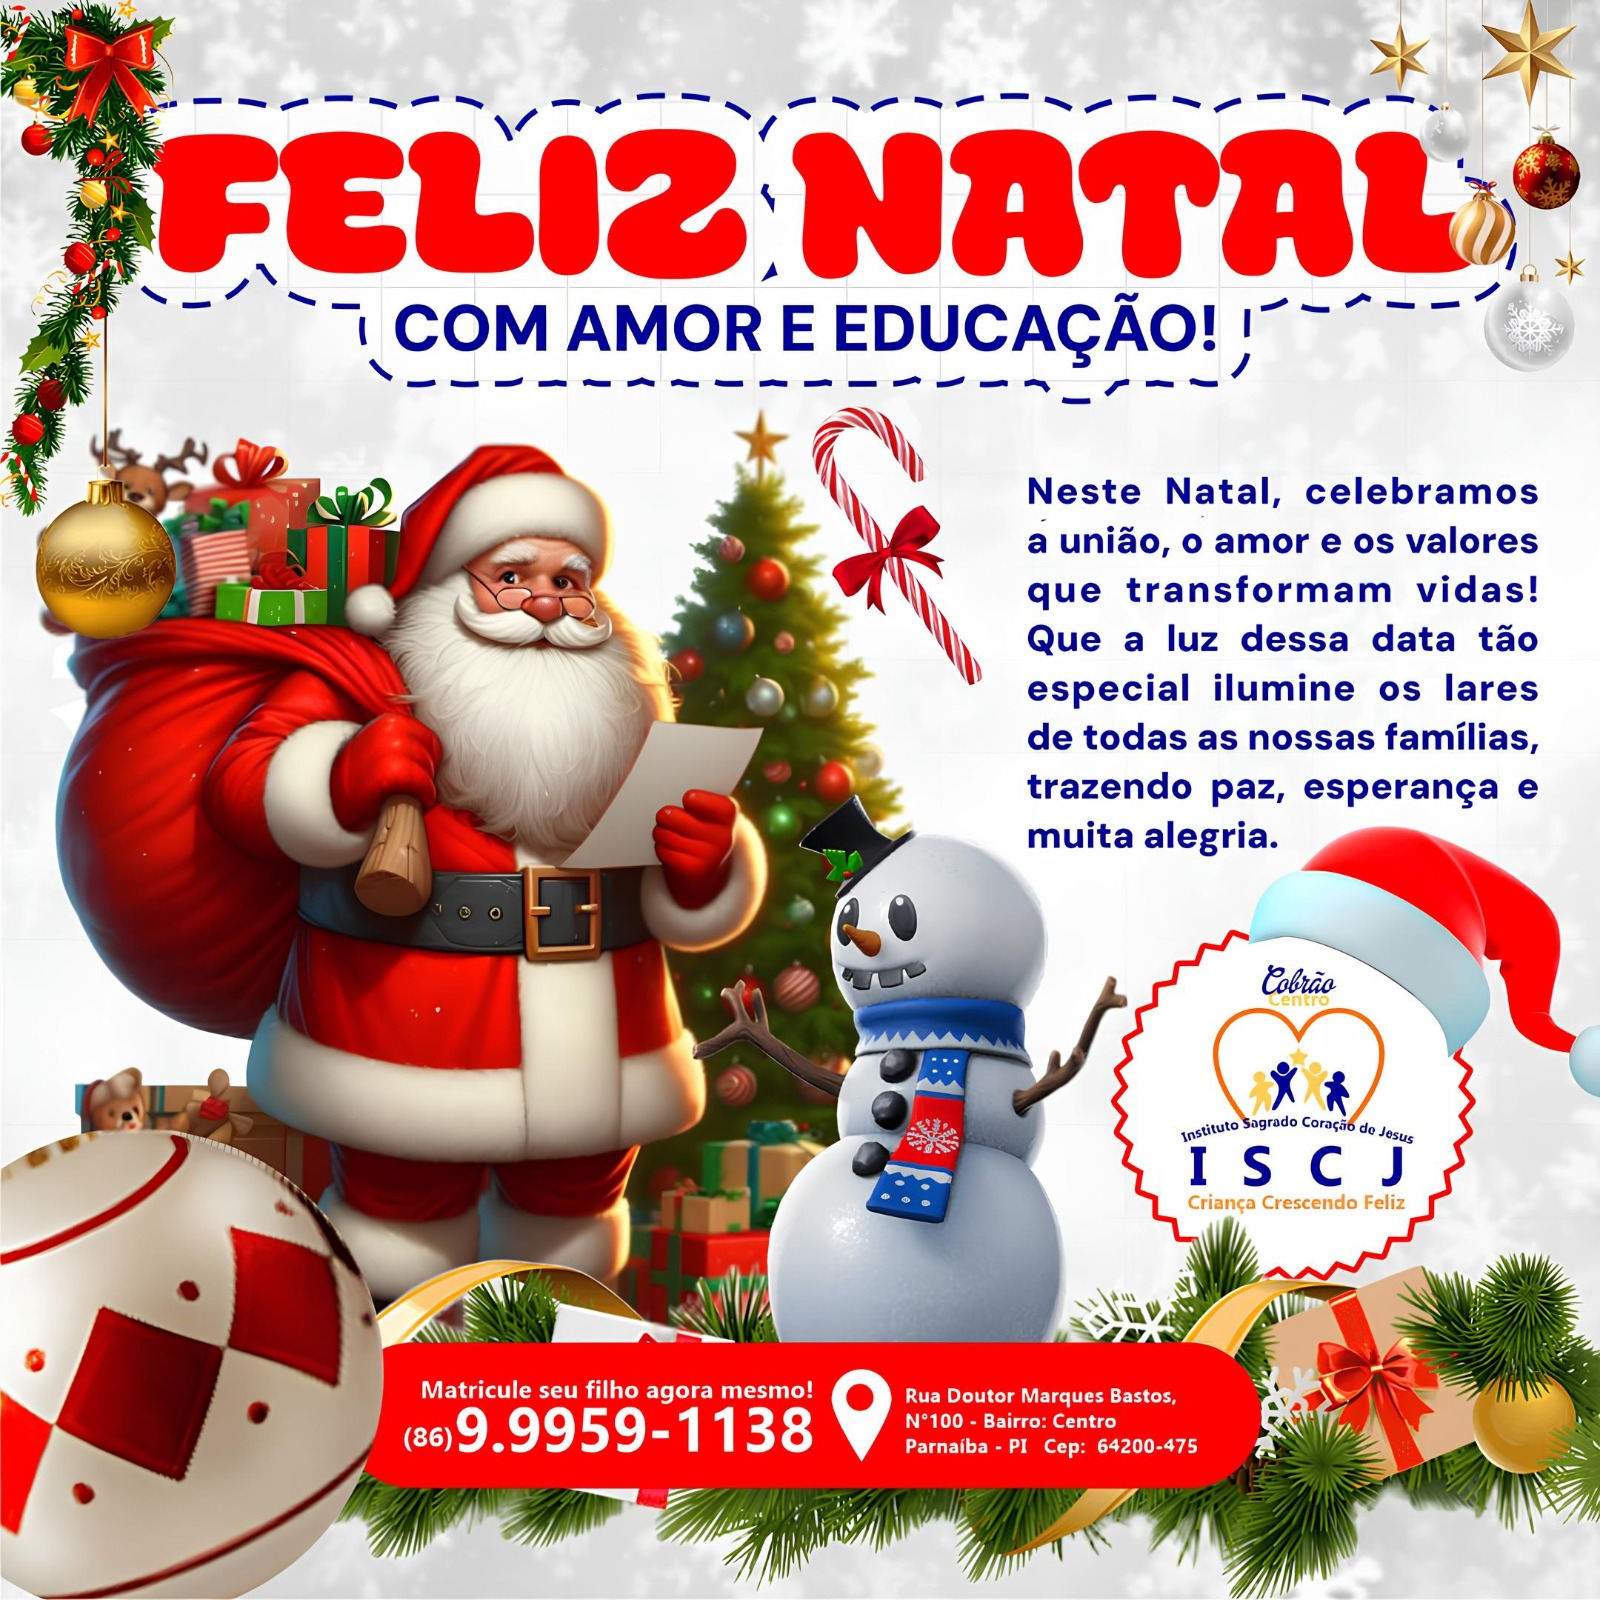 FELIZ NATAL
COM AMOR E EDUCAÇÃO!
Neste Natal, celebramos
a união, o amor e os valores
que transformam vidas!
Que a luz dessa data tão
especial ilumine os lares
de todas as nossas famílias,
trazendo paz, esperança e
muita alegria.
Cobrão
Centro
Instituto Sagrado Coração de Jesus
I S C J
Criança Crescendo Feliz
Matricule seu filho agora mesmo!
(86)9.9959-1138
Rua Doutor Marques Bastos,
N°100 - Bairro: Centro
Parnaíba - PI Cep: 64200-475